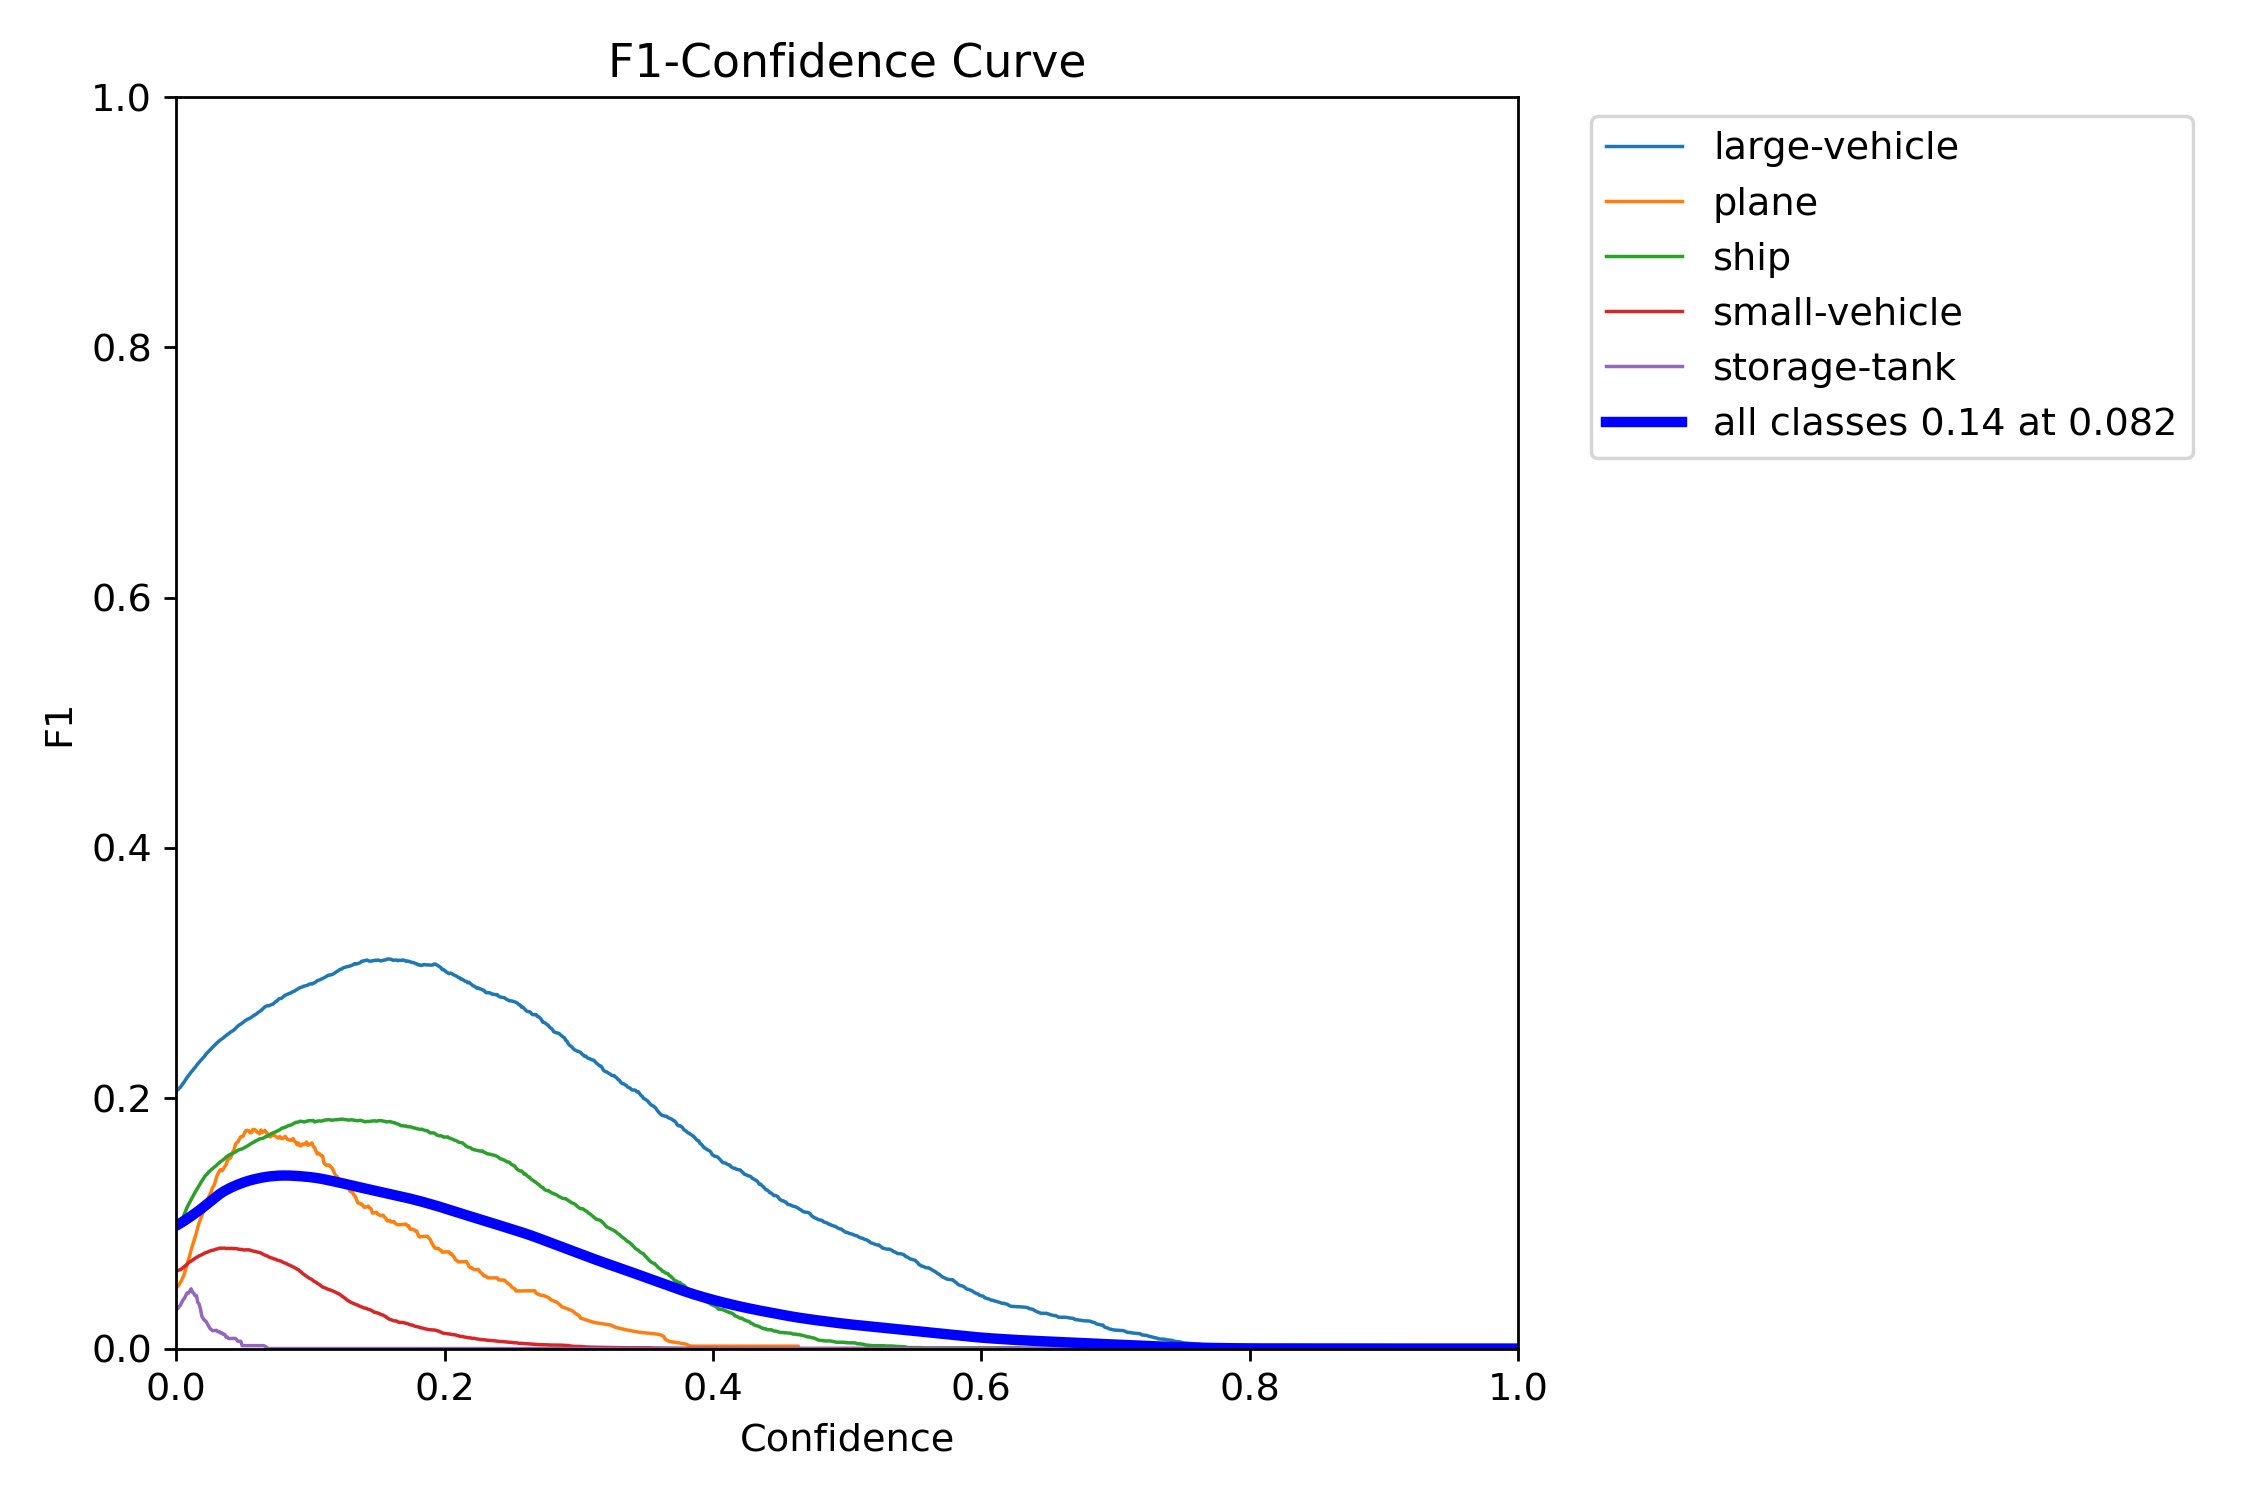 F1-Confidence Curve
1.0
0.8
0.6
0.4
0.2
0.0
F1
0.0 0.2 0.4 0.6 0.8 1.0
Confidence
large-vehicle
plane
ship
small-vehicle
storage-tank
all classes 0.14 at 0.082